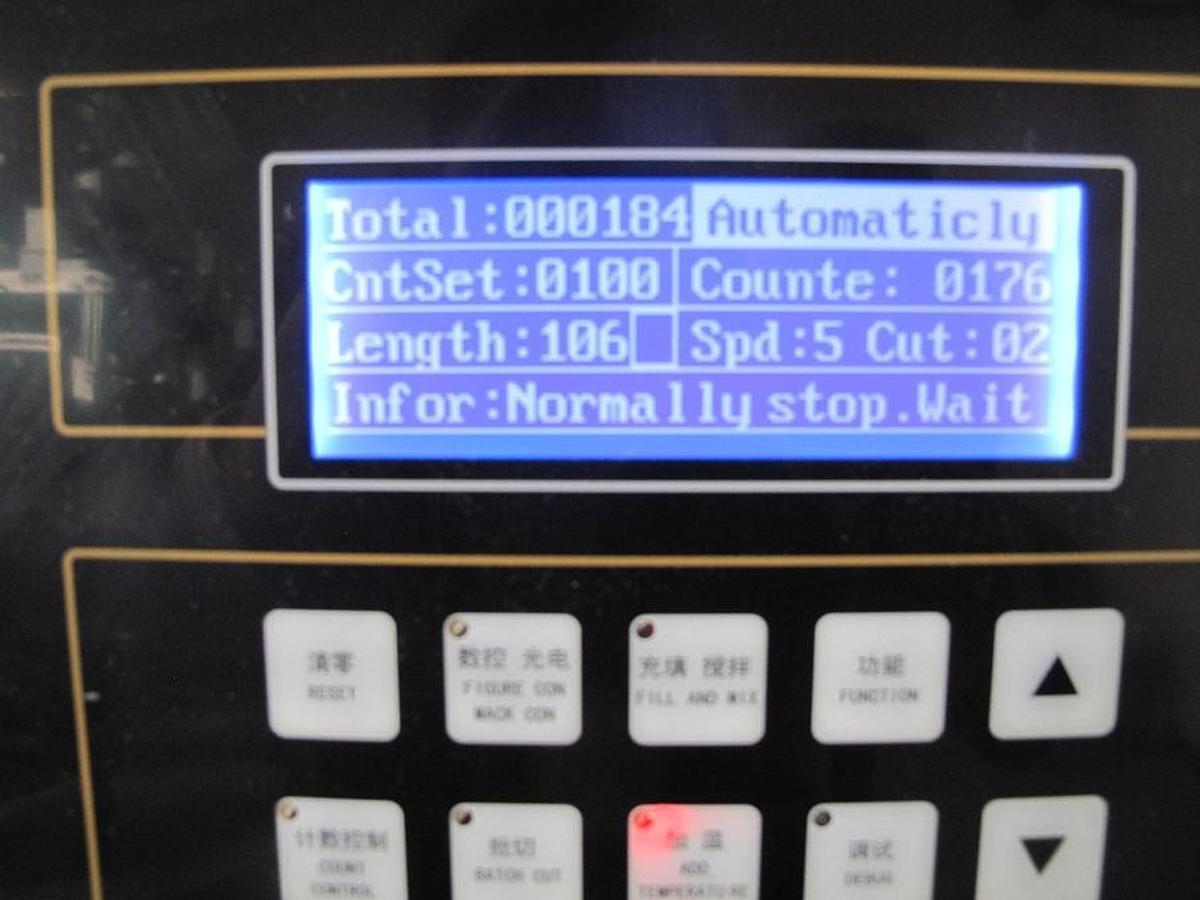 Total:000184 Automaticly
CntSet:0100 Counte: 0176
Length:106 Spd:5 Cut:02
Infor:Normally stop.Wait
清零
RESET
数控 光电
FIGURE CON
MACK CON
充填 搅拌
FILL AND MIX
功能
FUNCTION
▲
计数控制
COUNT
CONTROL
批切
BATCH CUT
加 温
ADD
TEMPERATURE
调试
DEBUG
▼